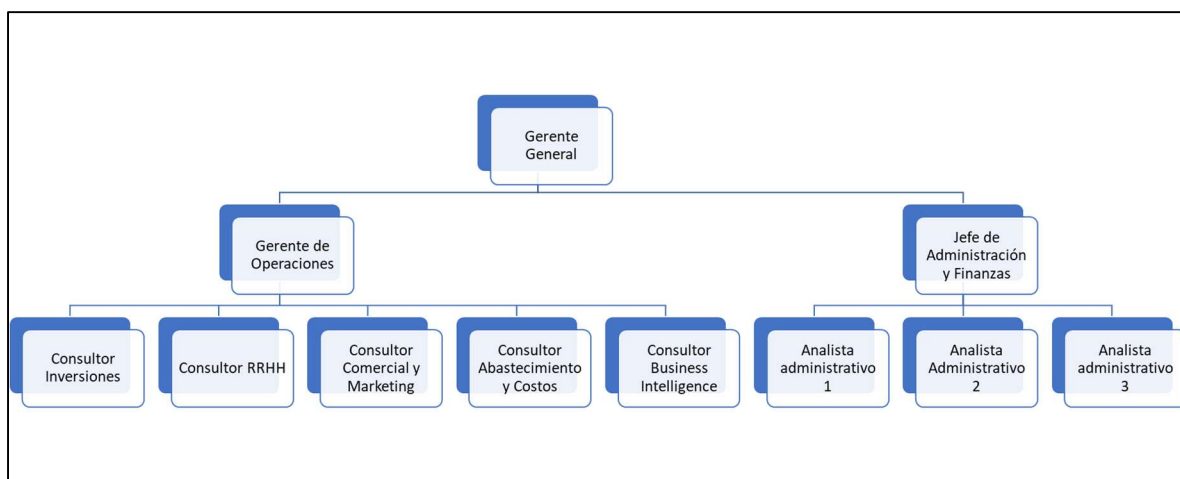 Gerente
General
Gerente de
Operaciones
Jefe de
Administración
y Finanzas
Consultor
Inversiones
Consultor RRHH
Consultor
Comercial y
Marketing
Consultor
Abastecimiento
y Costos
Consultor
Business
Intelligence
Analista
administrativo
1
Analista
Administrativo
2
Analista
administrativo
3